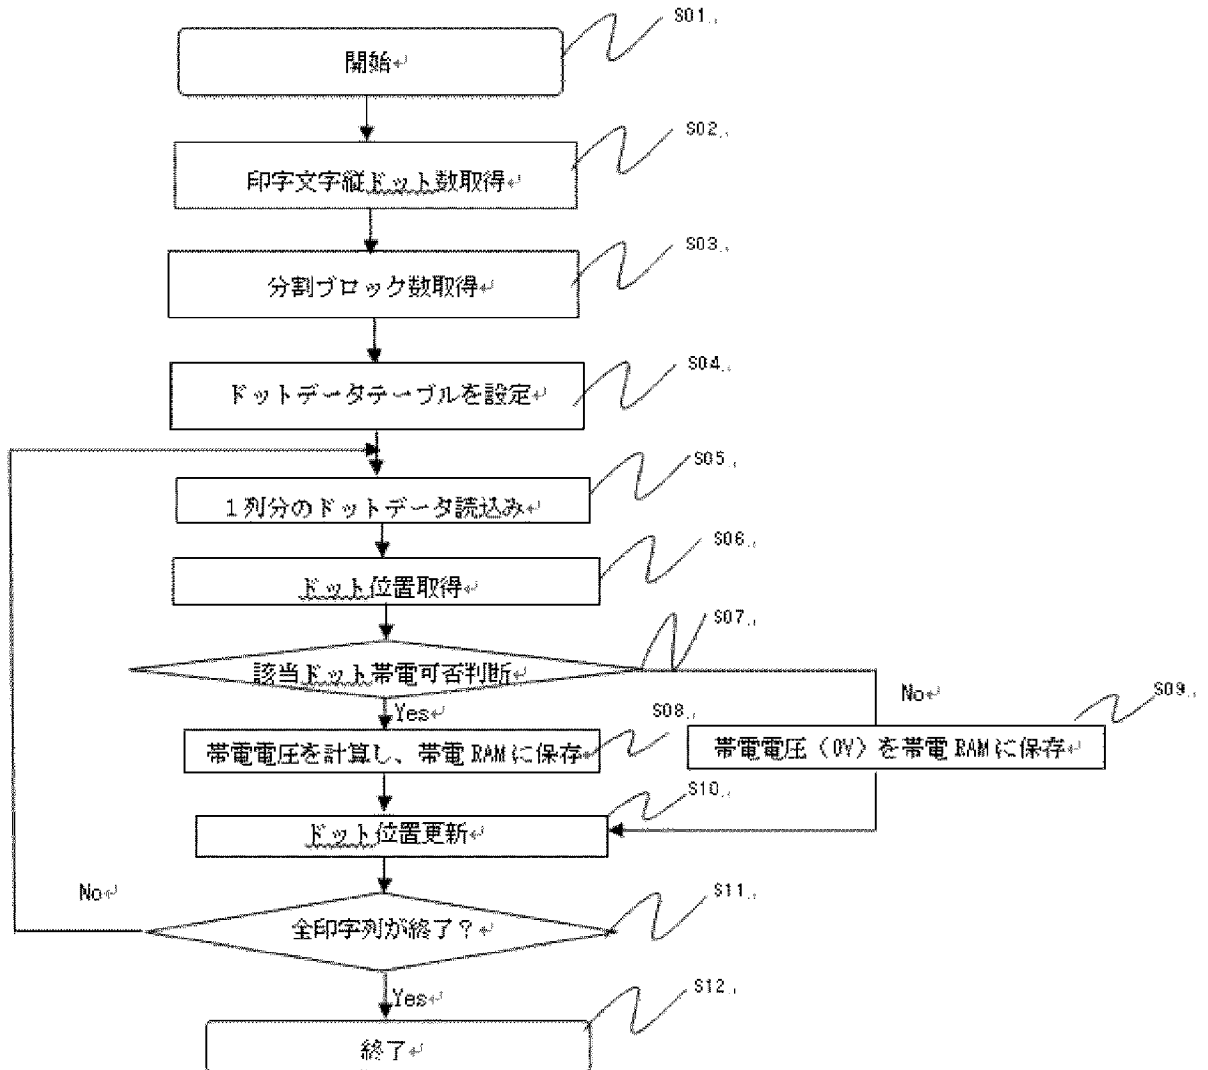 S01
開始
S02
印字文字縦ドット数取得
S03
分割ブロック数取得
S04
ドットデータテーブルを設定
S05
1列分のドットデータ読込み
S06
ドット位置取得
S07
該当ドット帯電可否判断
No
Yes
S08
S09
帯電電圧を計算し、帯電RAMに保存
帯電電圧(0V)を帯電RAMに保存
S10
ドット位置更新
No
S11
全印字列が終了?
Yes
S12
終了